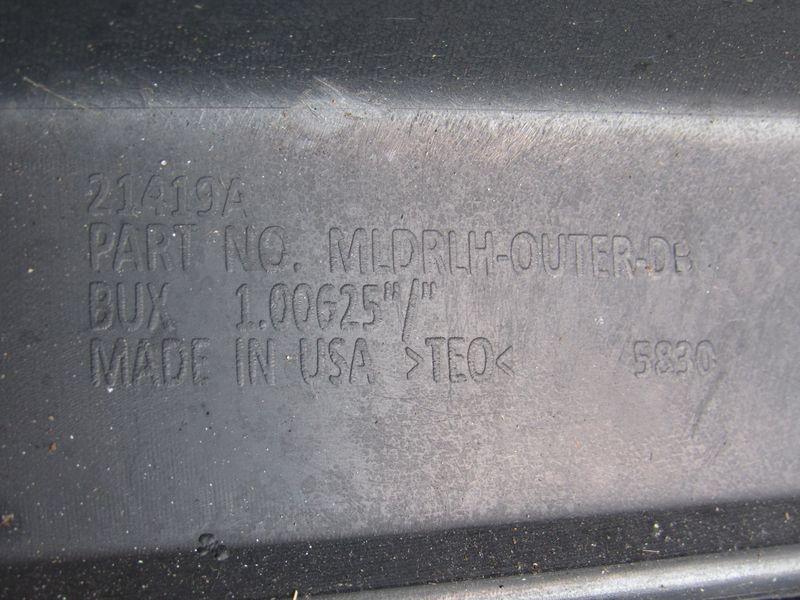 21419A
PART NO. MLDRLH-OUTER-DB
BUX 1.00625"/"
MADE IN USA >TEO< 5830